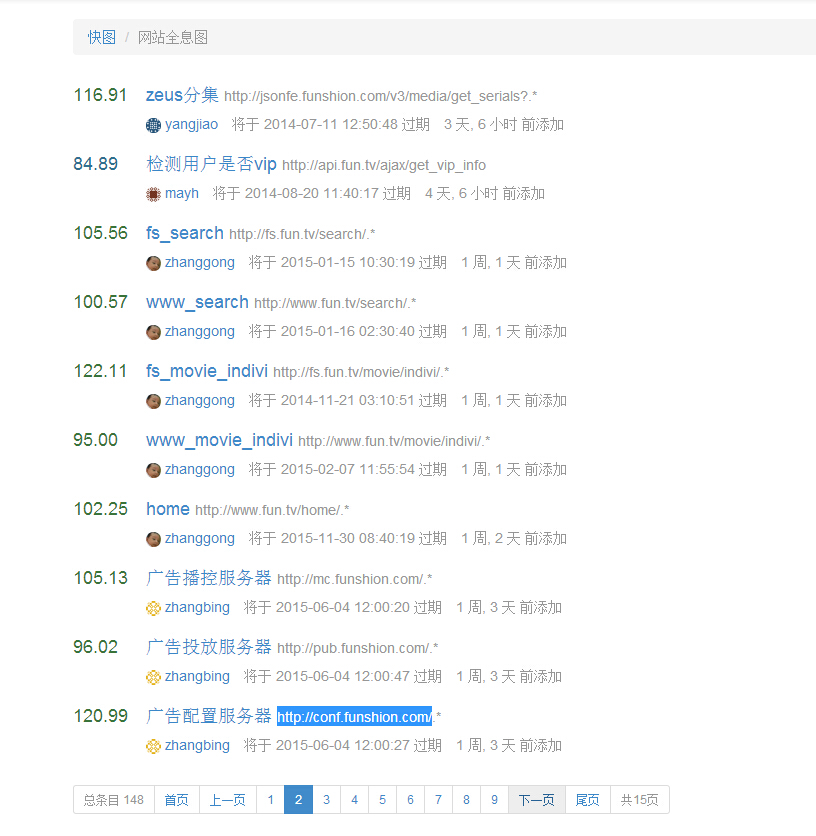 快图 / 网站全息图
116.91 zeus分集 http://jsonfe.funshion.com/v3/media/get_serials?.*
yangjiao 将于 2014-07-11 12:50:48 过期 3 天, 6 小时 前添加
84.89 检测用户是否vip http://api.fun.tv/ajax/get_vip_info
mayh 将于 2014-08-20 11:40:17 过期 4 天, 6 小时 前添加
105.56 fs_search http://fs.fun.tv/search/.*
zhanggong 将于 2015-01-15 10:30:19 过期 1 周, 1 天 前添加
100.57 www_search http://www.fun.tv/search/.*
zhanggong 将于 2015-01-16 02:30:40 过期 1 周, 1 天 前添加
122.11 fs_movie_indivi http://fs.fun.tv/movie/indivi/.*
zhanggong 将于 2014-11-21 03:10:51 过期 1 周, 1 天 前添加
95.00 www_movie_indivi http://www.fun.tv/movie/indivi/.*
zhanggong 将于 2015-02-07 11:55:54 过期 1 周, 1 天 前添加
102.25 home http://www.fun.tv/home/.*
zhanggong 将于 2015-11-30 08:40:19 过期 1 周, 2 天 前添加
105.13 广告播控服务器 http://mc.funshion.com/.*
zhangbing 将于 2015-06-04 12:00:20 过期 1 周, 3 天 前添加
96.02 广告投放服务器 http://pub.funshion.com/.*
zhangbing 将于 2015-06-04 12:00:47 过期 1 周, 3 天 前添加
120.99 广告配置服务器 http://conf.funshion.com/.*
zhangbing 将于 2015-06-04 12:00:27 过期 1 周, 3 天 前添加
总条目 148 首页 上一页 1 2 3 4 5 6 7 8 9 下一页 尾页 共15页